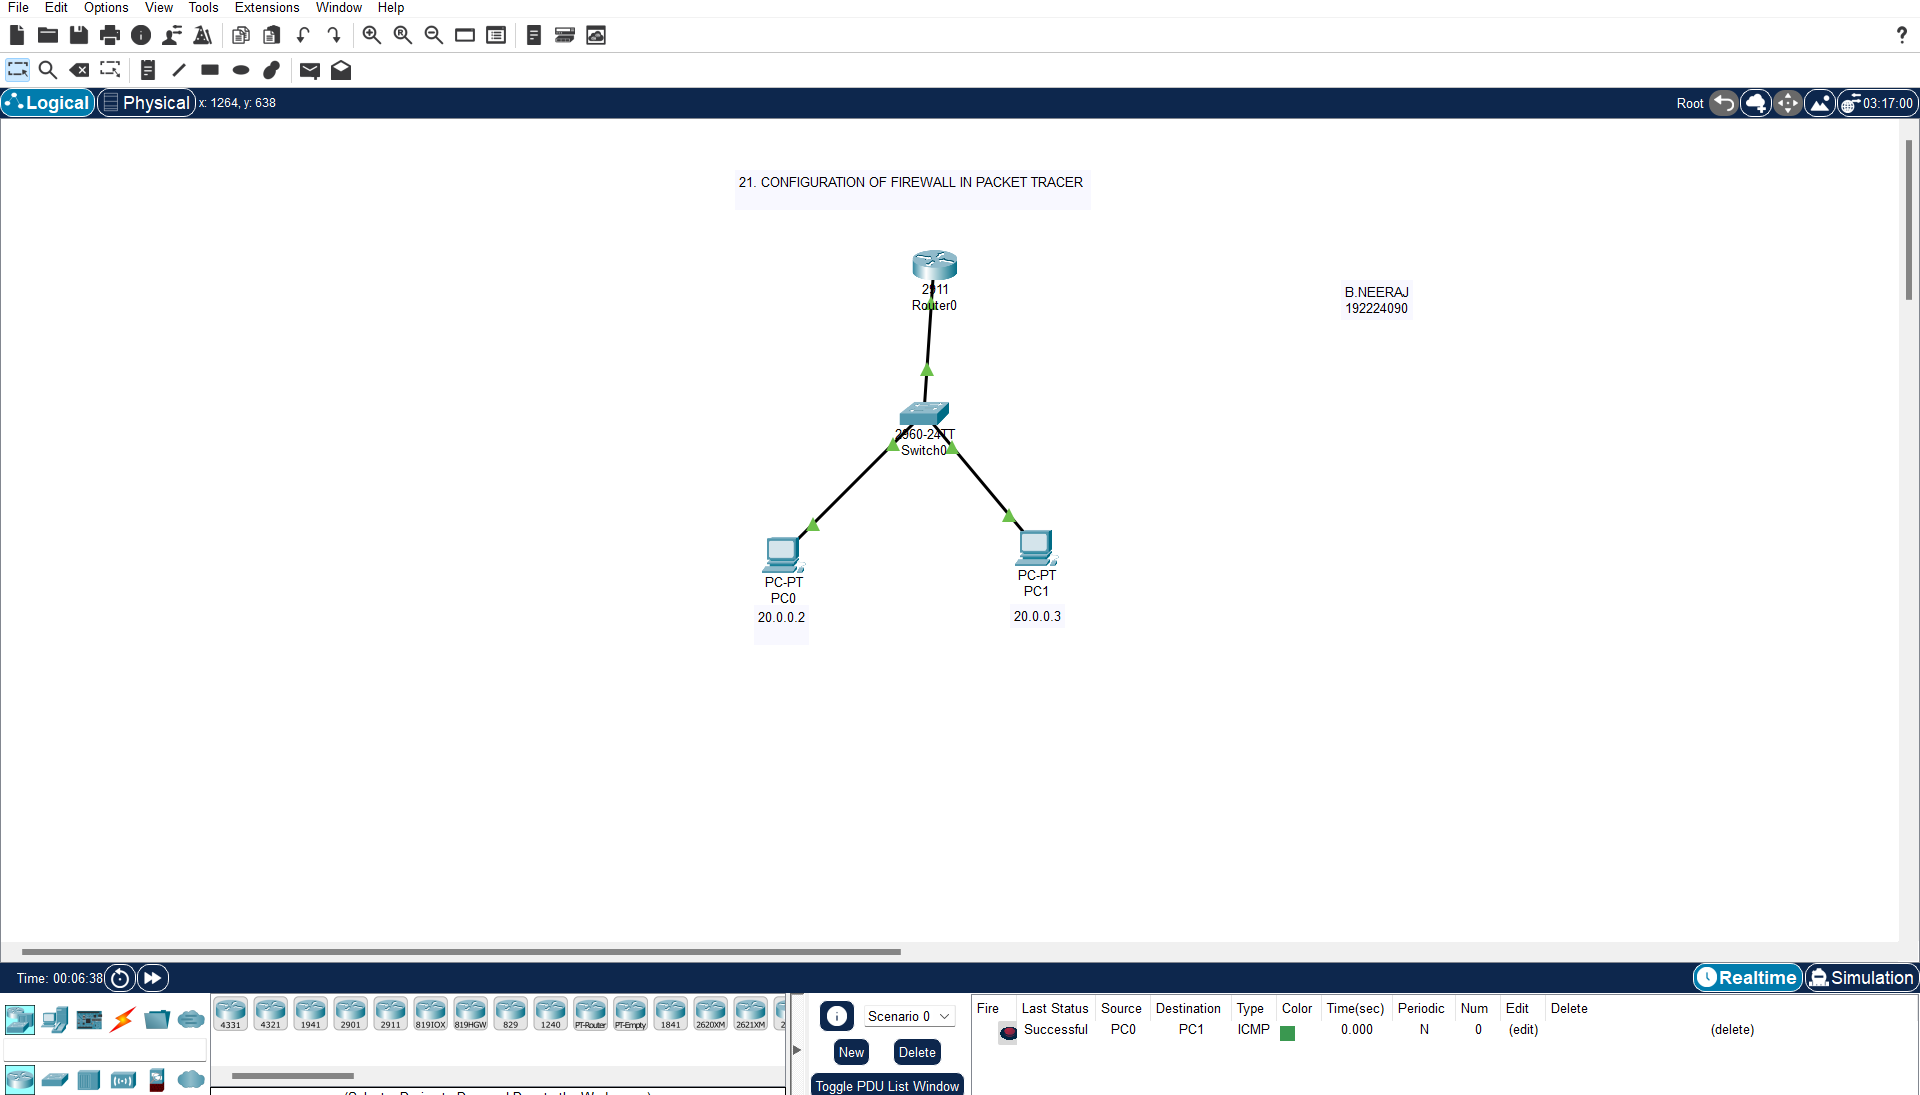 File Edit Options View Tools Extensions Window Help
?
Logical Physical x: 1264, y: 638 Root 03:17:00
21. CONFIGURATION OF FIREWALL IN PACKET TRACER
2911
Router0
B.NEERAJ
192224090
2960-24TT
Switch0
PC-PT
PC0
20.0.0.2
PC-PT
PC1
20.0.0.3
Time: 00:06:38 Realtime Simulation
4331 4321 1941 2901 2911 819IOX 819HGW 829 1240 PT-Router PT-Empty 1841 2620XM 2621XM 2
Scenario 0
New Delete
Toggle PDU List Window
Fire Last Status Source Destination Type Color Time(sec) Periodic Num Edit Delete
Successful PC0 PC1 ICMP 0.000 N 0 (edit) (delete)